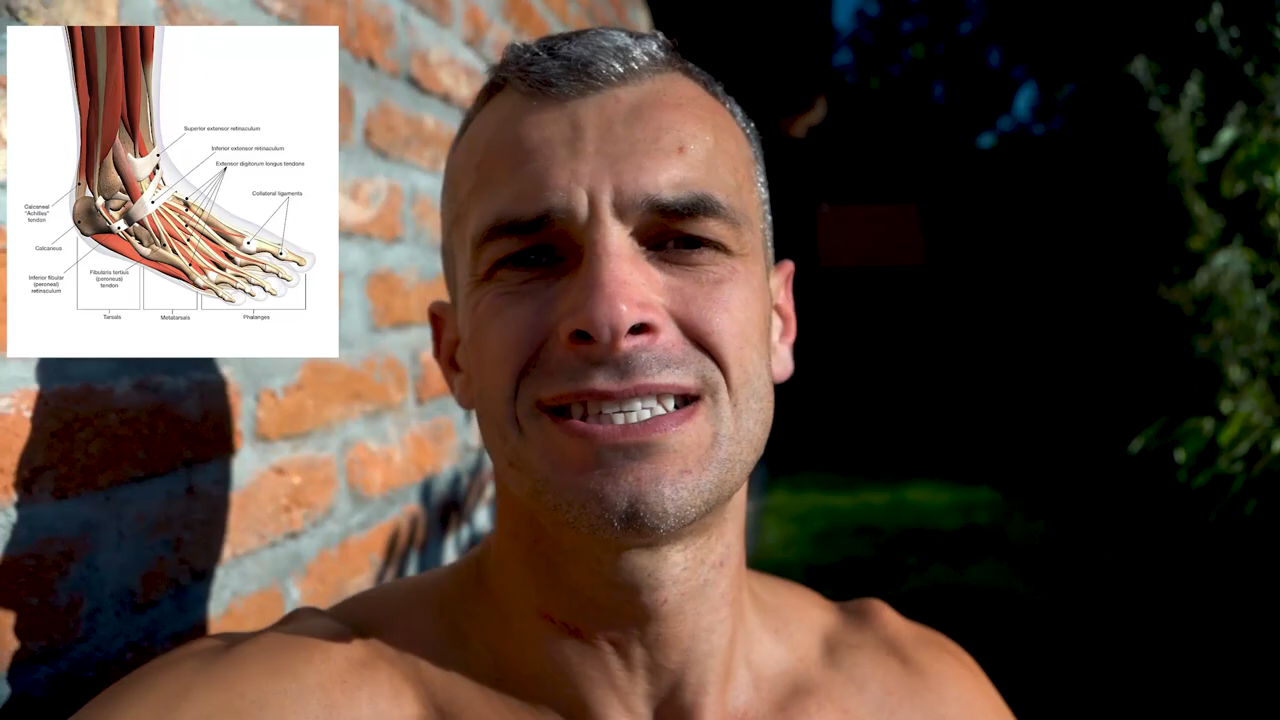 Superior extensor retinaculum
Inferior extensor retinaculum
Extensor digitorum longus tendons
Collateral ligaments
Calcaneal
"Achilles"
tendon
Calcaneus
Inferior fibular
(peroneal)
retinaculum
Fibularis tertius
(peroneus)
tendon
Tarsals
Metatarsals
Phalanges